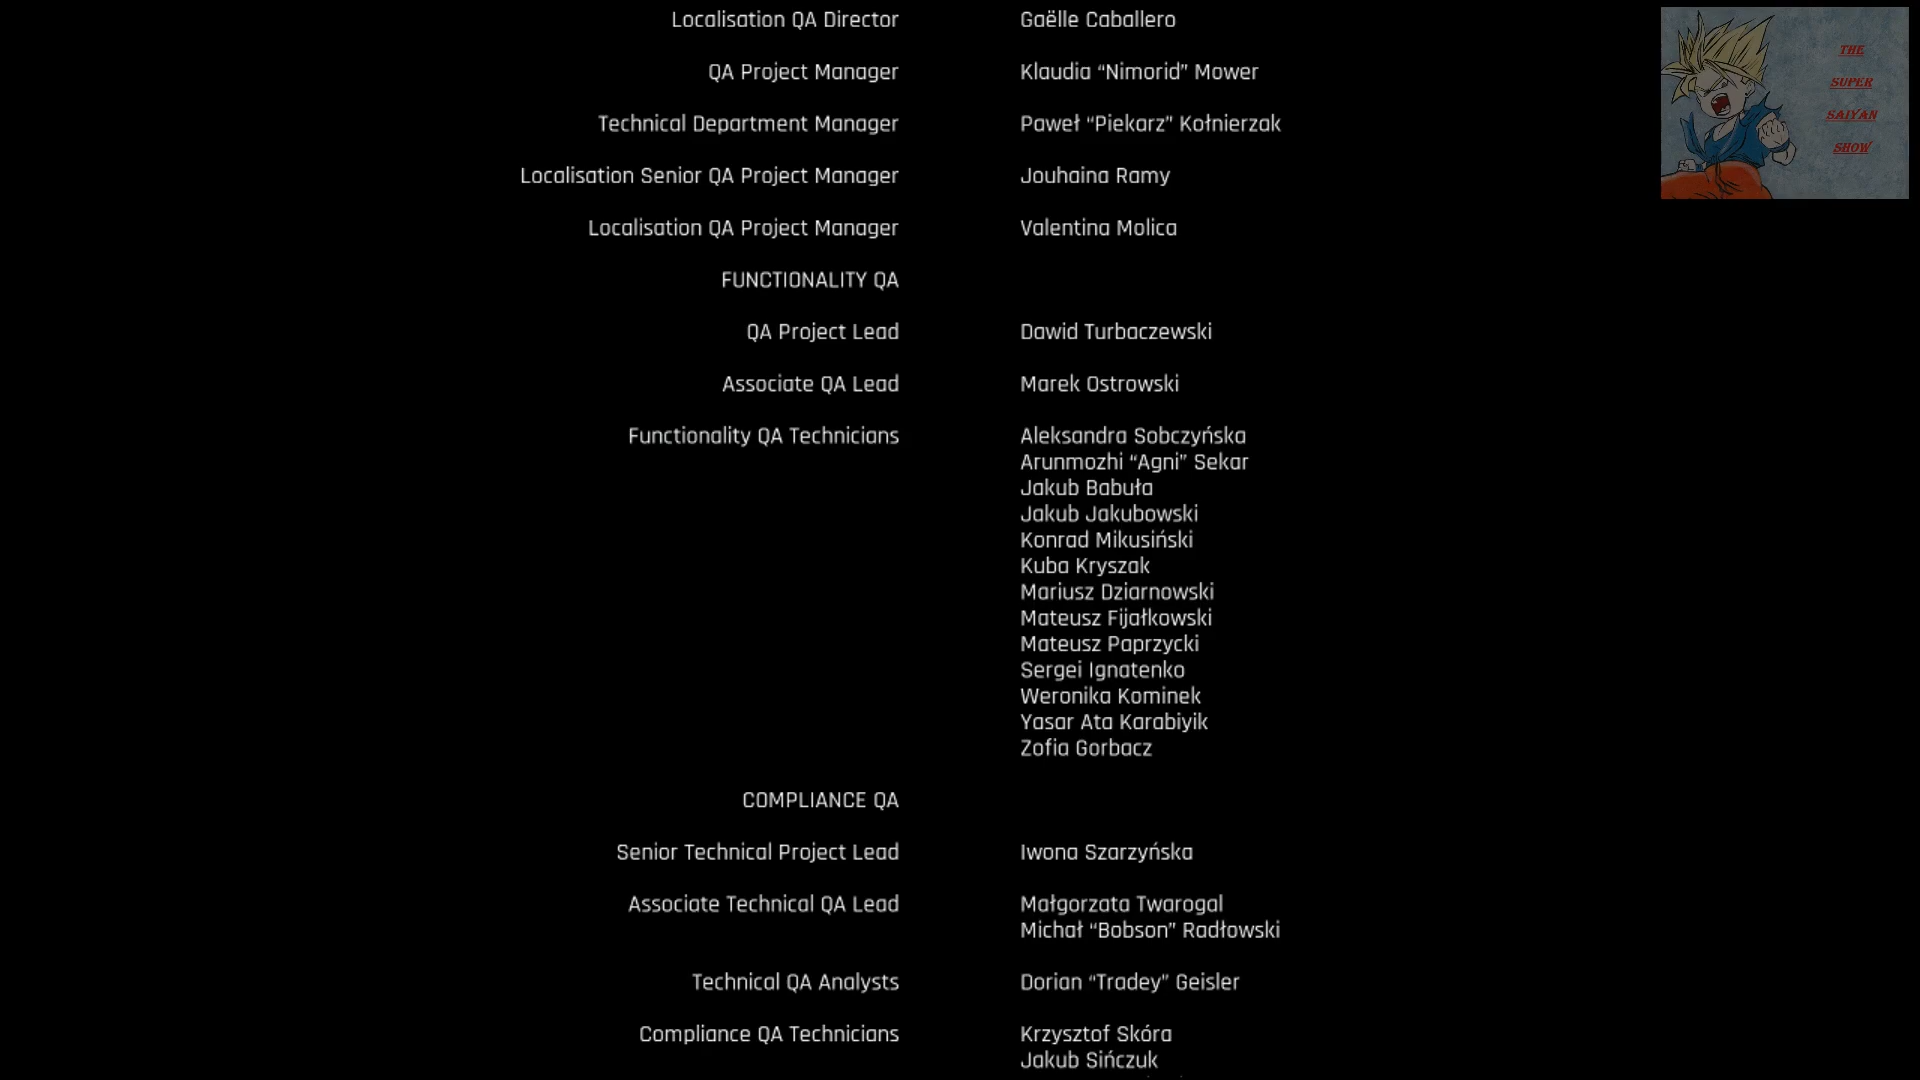 Localisation QA Director Gaëlle Caballero
QA Project Manager Klaudia “Nimorid” Mower
Technical Department Manager Paweł “Piekarz” Kołnierzak
Localisation Senior QA Project Manager Jouhaina Ramy
Localisation QA Project Manager Valentina Molica
FUNCTIONALITY QA
QA Project Lead Dawid Turbaczewski
Associate QA Lead Marek Ostrowski
Functionality QA Technicians Aleksandra Sobczyńska
Arunmozhi “Agni” Sekar
Jakub Babuła
Jakub Jakubowski
Konrad Mikusiński
Kuba Kryszak
Mariusz Dziarnowski
Mateusz Fijałkowski
Mateusz Paprzycki
Sergei Ignatenko
Weronika Kominek
Yasar Ata Karabiyik
Zofia Gorbacz
COMPLIANCE QA
Senior Technical Project Lead Iwona Szarzyńska
Associate Technical QA Lead Małgorzata Twarogal
Michał “Bobson” Radłowski
Technical QA Analysts Dorian “Tradey” Geisler
Compliance QA Technicians Krzysztof Skóra
Jakub Sińczuk
THE
SUPER
SAIYAN
SHOW